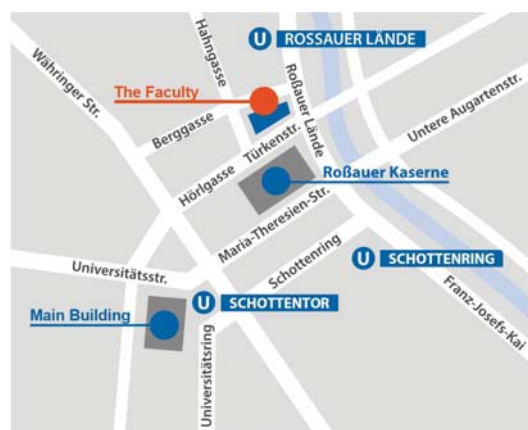 U ROSSAUER LÄNDE
Hahngasse
Währinger Str.
The Faculty
Roßauer Lände
Berggasse
Türkenstr.
Untere Augartenstr.
Hörlgasse
Roßauer Kaserne
Maria-Theresien-Str.
Schottenring
U SCHOTTENRING
Universitätsstr.
Franz-Josefs-Kai
U SCHOTTENTOR
Main Building
Universitätsring